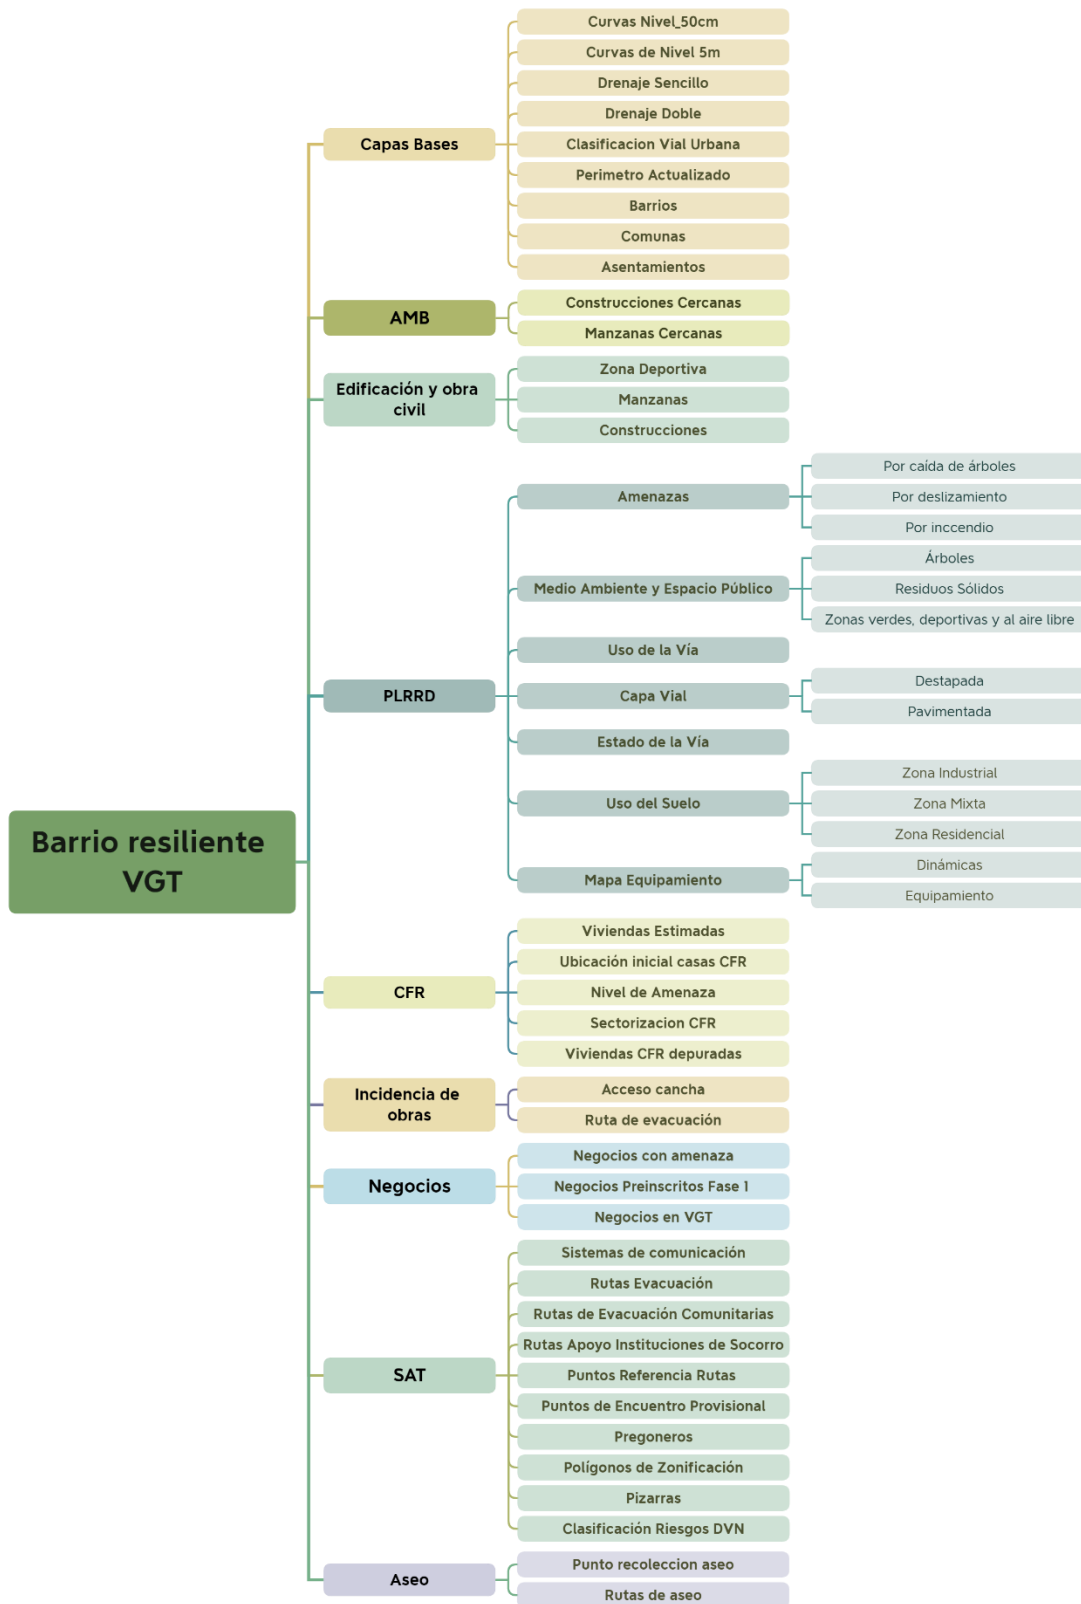 Barrio resiliente
VGT
Capas Bases
Curvas Nivel_50cm
Curvas de Nivel 5m
Drenaje Sencillo
Drenaje Doble
Clasificacion Vial Urbana
Perimetro Actualizado
Barrios
Comunas
Asentamientos
AMB
Construcciones Cercanas
Manzanas Cercanas
Edificación y obra
civil
Zona Deportiva
Manzanas
Construcciones
PLRRD
Amenazas
Por caída de árboles
Por deslizamiento
Por inccendio
Medio Ambiente y Espacio Público
Árboles
Residuos Sólidos
Zonas verdes, deportivas y al aire libre
Uso de la Vía
Capa Vial
Destapada
Pavimentada
Estado de la Vía
Uso del Suelo
Zona Industrial
Zona Mixta
Zona Residencial
Mapa Equipamiento
Dinámicas
Equipamiento
CFR
Viviendas Estimadas
Ubicación inicial casas CFR
Nivel de Amenaza
Sectorizacion CFR
Viviendas CFR depuradas
Incidencia de
obras
Acceso cancha
Ruta de evacuación
Negocios
Negocios con amenaza
Negocios Preinscritos Fase 1
Negocios en VGT
SAT
Sistemas de comunicación
Rutas Evacuación
Rutas de Evacuación Comunitarias
Rutas Apoyo Instituciones de Socorro
Puntos Referencia Rutas
Puntos de Encuentro Provisional
Pregoneros
Polígonos de Zonificación
Pizarras
Clasificación Riesgos DVN
Aseo
Punto recoleccion aseo
Rutas de aseo